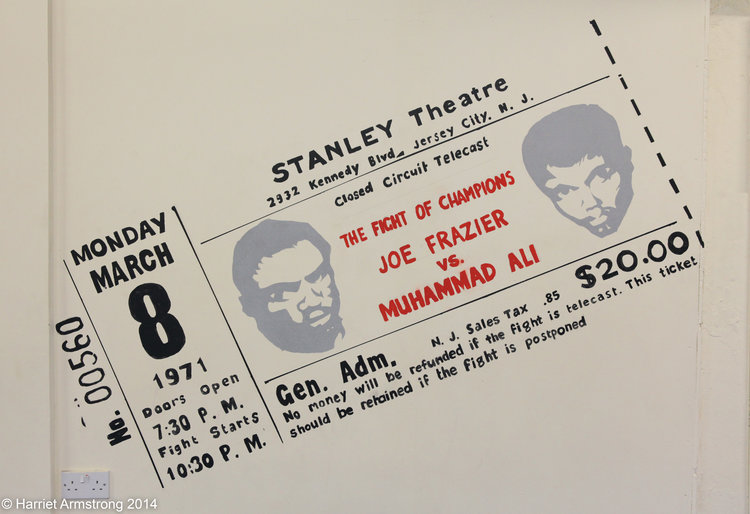 No. 00560
MONDAY
MARCH
8
1971
Doors Open
7:30 P. M.
Fight Starts
10:30 P. M.
STANLEY Theatre
2932 Kennedy Blvd., Jersey City, N. J.
Closed Circuit Telecast
THE FIGHT OF CHAMPIONS
JOE FRAZIER
vs.
MUHAMMAD ALI
Gen. Adm.
N. J. Sales Tax .85
$20.00
No money will be refunded if the fight is telecast. This ticket
should be retained if the fight is postponed
© Harriet Armstrong 2014